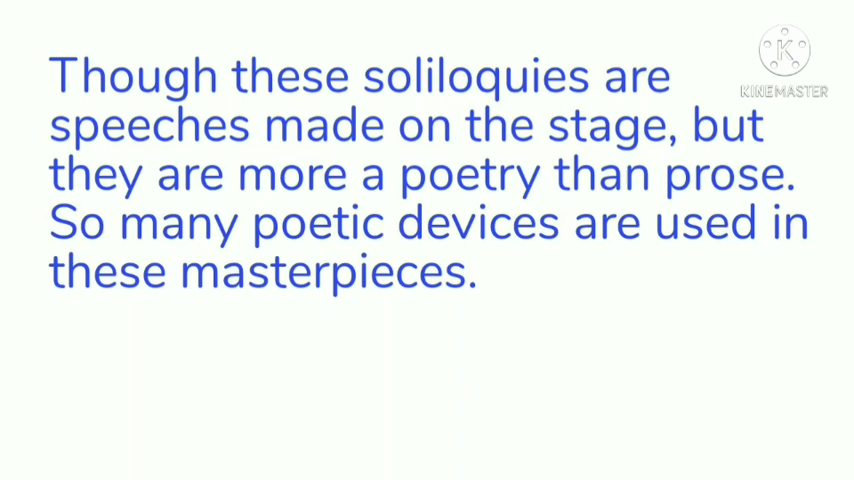 Though these soliloquies are
speeches made on the stage, but
they are more a poetry than prose.
So many poetic devices are used in
these masterpieces.
K
KINEMASTER